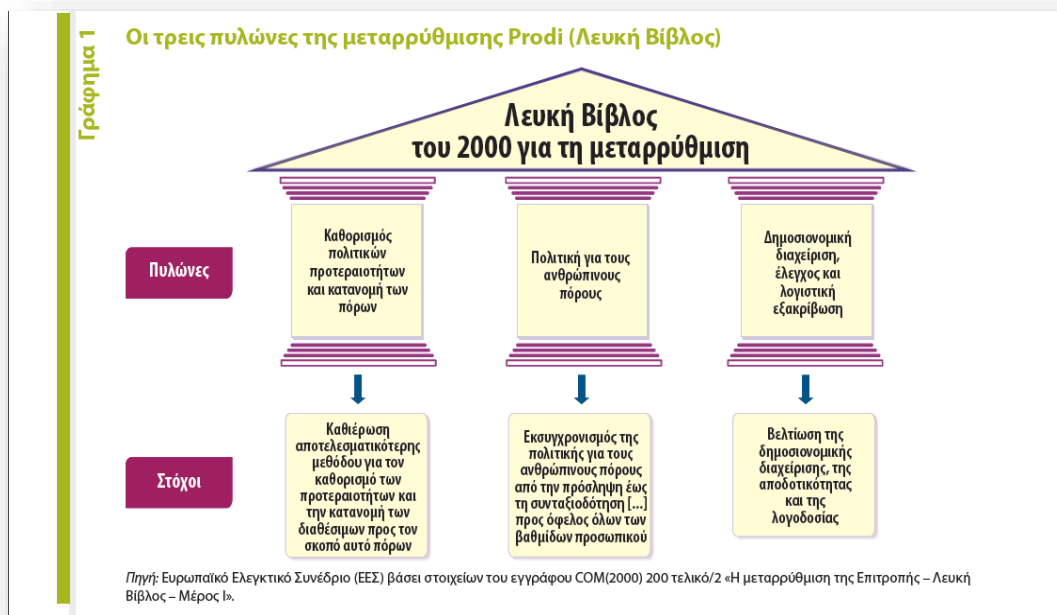 Γράφημα 1
Οι τρεις πυλώνες της μεταρρύθμισης Prodi (Λευκή Βίβλος)
Λευκή Βίβλος
του 2000 για τη μεταρρύθμιση
Πυλώνες
Καθορισμός
πολιτικών
προτεραιοτήτων
και κατανομή των
πόρων
Πολιτική για τους
ανθρώπινους
πόρους
Δημοσιονομική
διαχείριση,
έλεγχος και
λογιστική
εξακρίβωση
Στόχοι
Καθιέρωση
αποτελεσματικότερης
μεθόδου για τον
καθορισμό των
προτεραιοτήτων και
την κατανομή των
διαθέσιμων προς τον
σκοπό αυτό πόρων
Εκσυγχρονισμός της
πολιτικής για τους
ανθρώπινους πόρους
από την πρόσληψη έως
τη συνταξιοδότηση [...]
προς όφελος όλων των
βαθμίδων προσωπικού
Βελτίωση της
δημοσιονομικής
διαχείρισης, της
αποδοτικότητας
και της
λογοδοσίας
Πηγή: Ευρωπαϊκό Ελεγκτικό Συνέδριο (ΕΕΣ) βάσει στοιχείων του εγγράφου COM(2000) 200 τελικό/2 «Η μεταρρύθμιση της Επιτροπής – Λευκή
Βίβλος – Μέρος Ι».